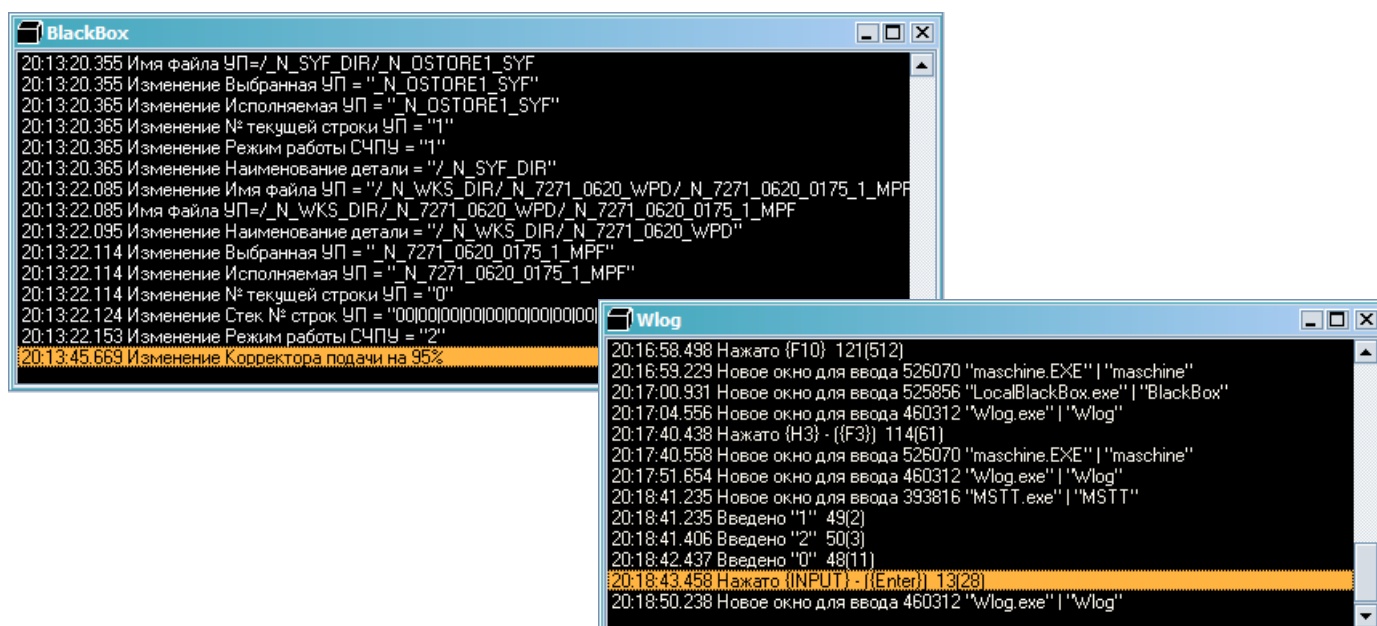 BlackBox
20:13:20.355 Имя файла УП=/_N_SYF_DIR/_N_OSTORE1_SYF
20:13:20.355 Изменение Выбранная УП = "_N_OSTORE1_SYF"
20:13:20.365 Изменение Исполняемая УП = "_N_OSTORE1_SYF"
20:13:20.365 Изменение № текущей строки УП = "1"
20:13:20.365 Изменение Режим работы СЧПУ = "1"
20:13:20.365 Изменение Наименование детали = "/_N_SYF_DIR"
20:13:22.085 Изменение Имя файла УП = "/_N_WKS_DIR/_N_7271_0620_WPD/_N_7271_0620_0175_1_MPF
20:13:22.085 Имя файла УП=/_N_WKS_DIR/_N_7271_0620_WPD/_N_7271_0620_0175_1_MPF
20:13:22.095 Изменение Наименование детали = "/_N_WKS_DIR/_N_7271_0620_WPD"
20:13:22.114 Изменение Выбранная УП = "_N_7271_0620_0175_1_MPF"
20:13:22.114 Изменение Исполняемая УП = "_N_7271_0620_0175_1_MPF"
20:13:22.114 Изменение № текущей строки УП = "0"
20:13:22.124 Изменение Стек № строк УП = "00|00|00|00|00|00|00|00|00|
20:13:22.153 Изменение Режим работы СЧПУ = "2"
20:13:45.669 Изменение Корректора подачи на 95%
Wlog
20:16:58.498 Нажато {F10} 121(512)
20:16:59.229 Новое окно для ввода 526070 "maschine.EXE" | "maschine"
20:17:00.931 Новое окно для ввода 525856 "LocalBlackBox.exe" | "BlackBox"
20:17:04.556 Новое окно для ввода 460312 "Wlog.exe" | "Wlog"
20:17:40.438 Нажато {H3} - ({F3}) 114(61)
20:17:40.558 Новое окно для ввода 526070 "maschine.EXE" | "maschine"
20:17:51.654 Новое окно для ввода 460312 "Wlog.exe" | "Wlog"
20:18:41.235 Новое окно для ввода 393816 "MSTT.exe" | "MSTT"
20:18:41.235 Введено "1" 49(2)
20:18:41.406 Введено "2" 50(3)
20:18:42.437 Введено "0" 48(11)
20:18:43.458 Нажато {INPUT} - ({Enter}) 13(28)
20:18:50.238 Новое окно для ввода 460312 "Wlog.exe" | "Wlog"